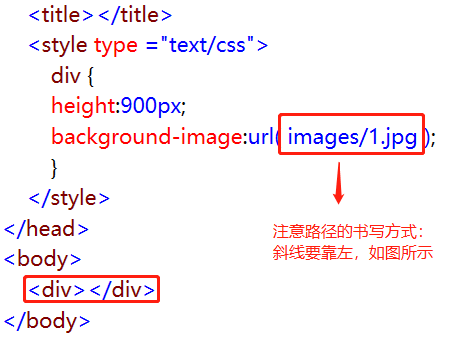 <title></title>
<style type ="text/css">
div {
height:900px;
background-image:url( images/1.jpg );
}
</style>
注意路径的书写方式：
斜线要靠左，如图所示
</head>
<body>
<div></div>
</body>